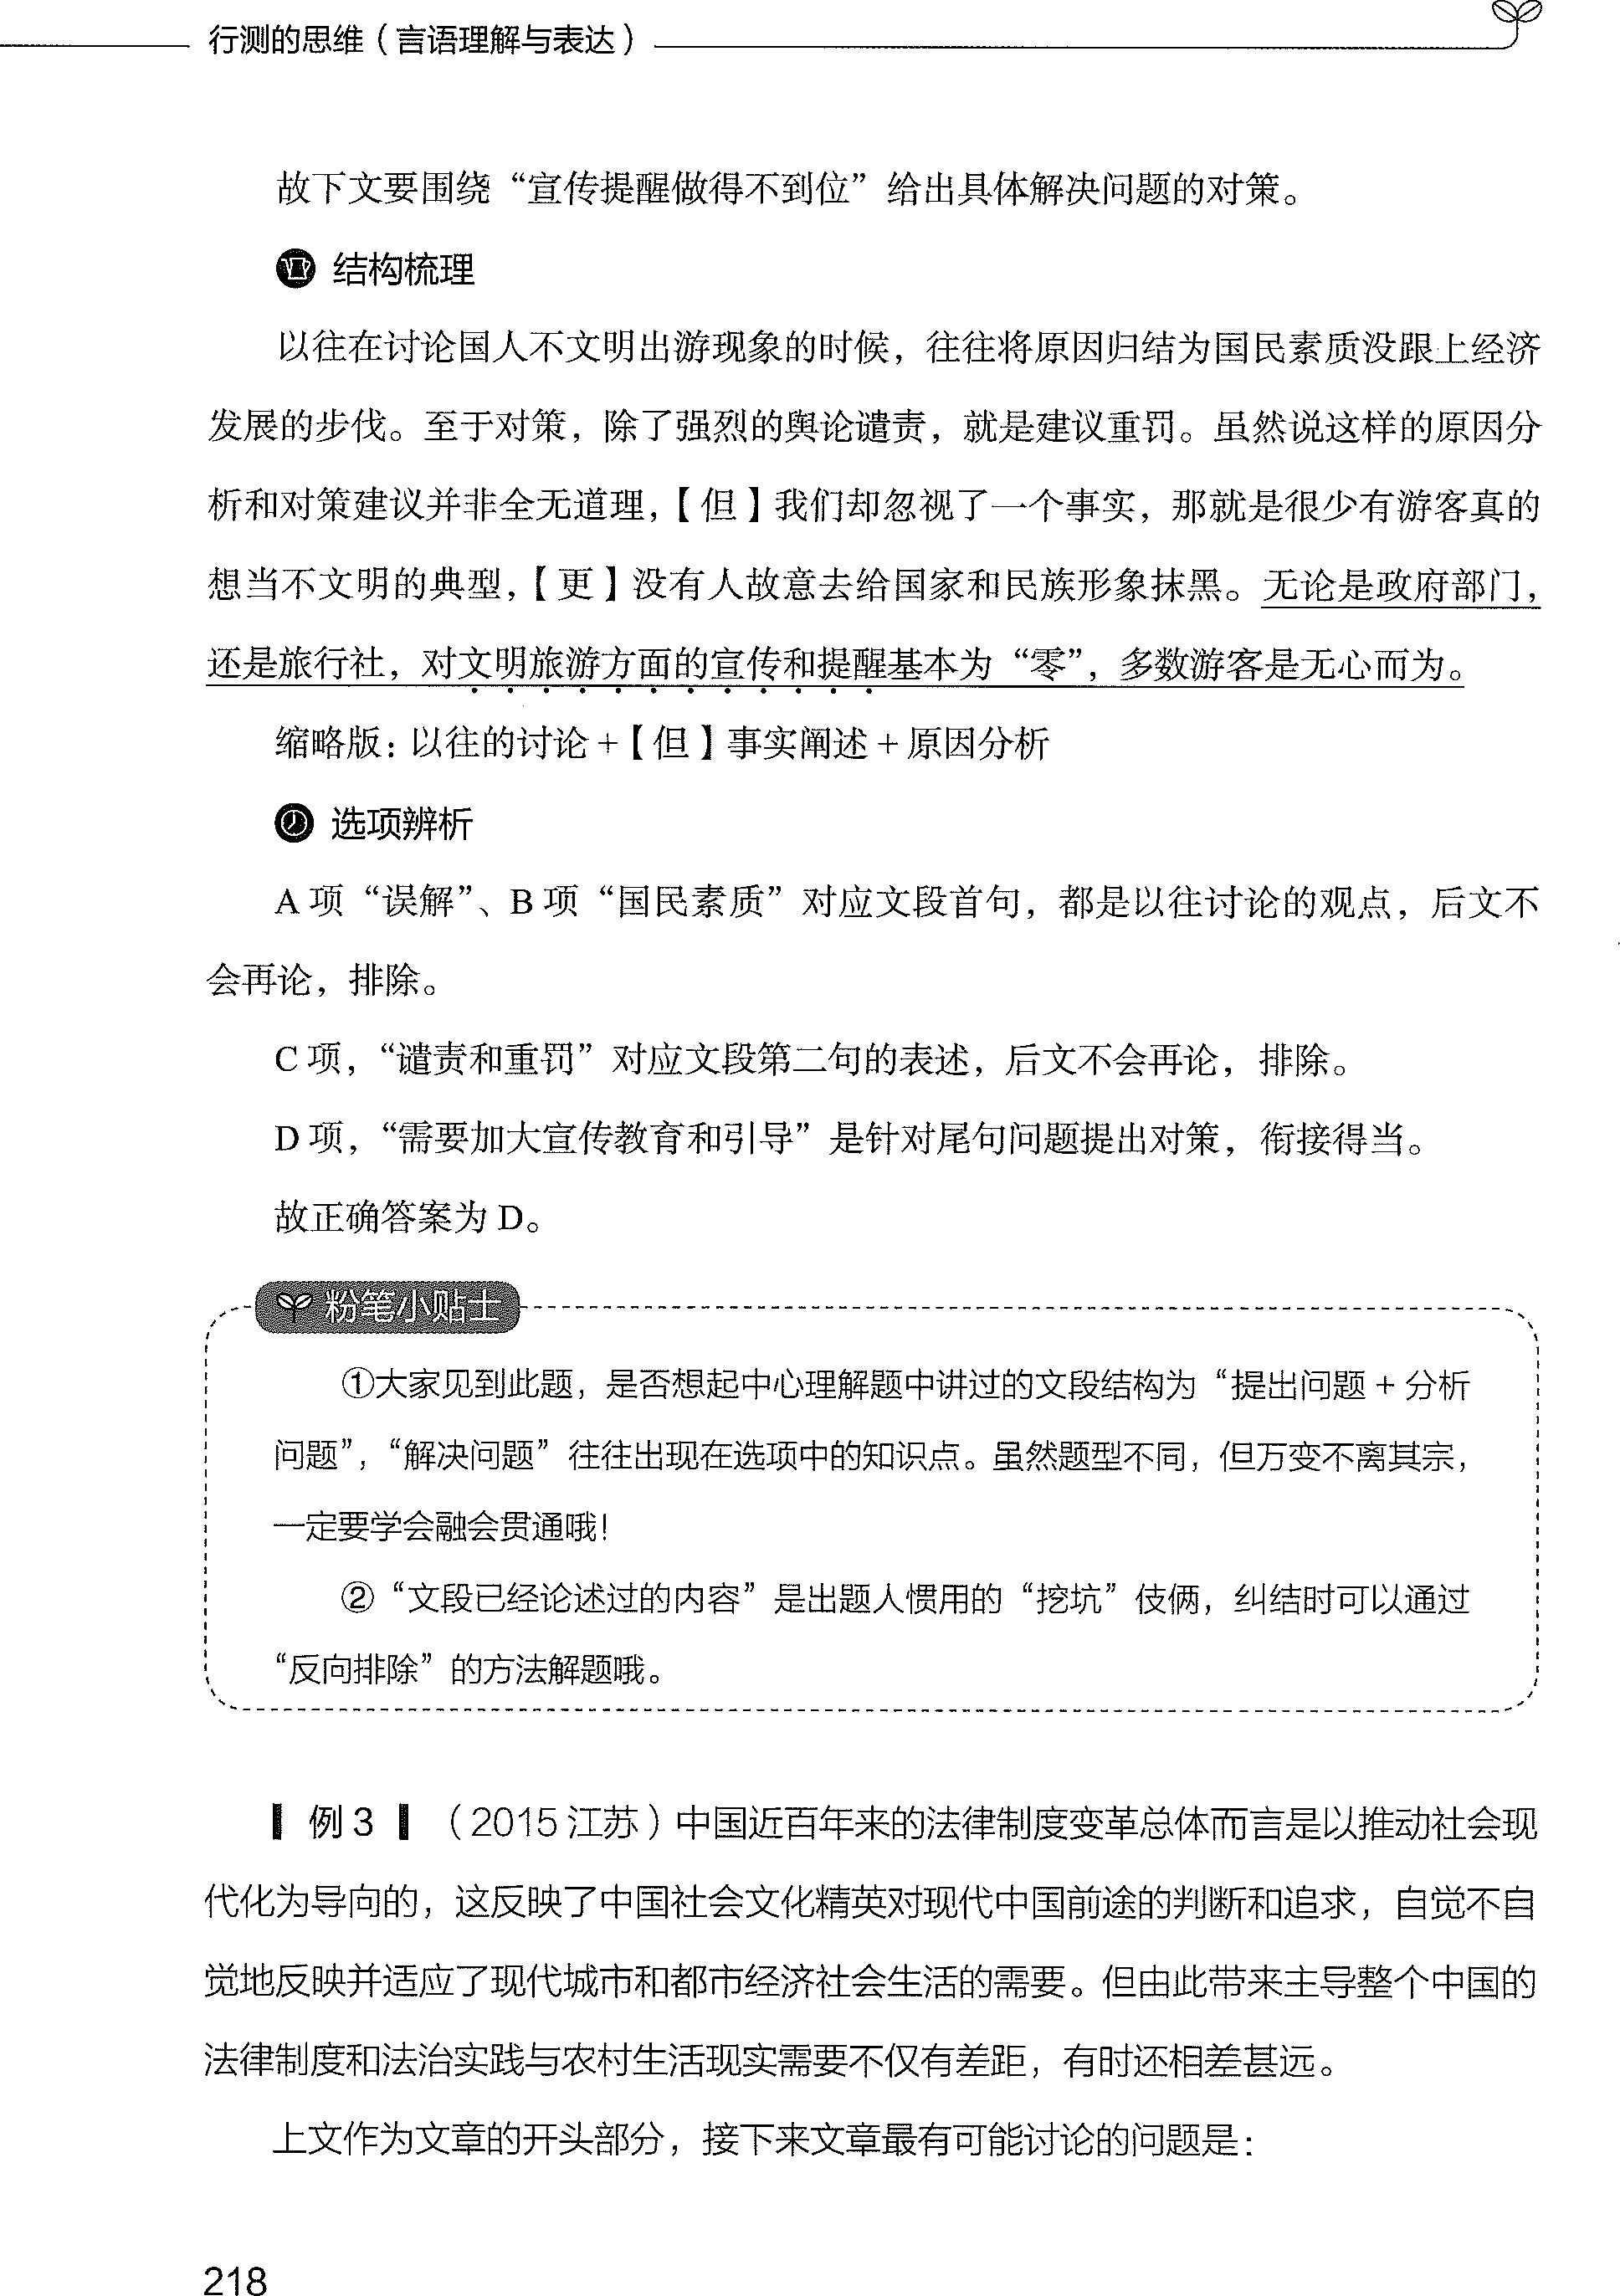 行测的思维（言语理解与表达）
故下文要围绕“宣传提醒做得不到位”给出具体解决问题的对策。
结构梳理
以往在讨论国人不文明出游现象的时候，往往将原因归结为国民素质没跟上经济
发展的步伐。至于对策，除了强烈的舆论谴责，就是建议重罚。虽然说这样的原因分
析和对策建议并非全无道理，【但】我们却忽视了一个事实，那就是很少有游客真的
想当不文明的典型，【更】没有人故意去给国家和民族形象抹黑。无论是政府部门，
还是旅行社，对文明旅游方面的宣传和提醒基本为“零”，多数游客是无心而为。
缩略版：以往的讨论+【但】事实阐述+原因分析
选项辨析
A项“误解”、B项“国民素质”对应文段首句，都是以往讨论的观点，后文不
会再论，排除。
C项，“谴责和重罚”对应文段第二句的表述，后文不会再论，排除。
D项，“需要加大宣传教育和引导”是针对尾句问题提出对策，衔接得当。
故正确答案为D。
粉笔小贴士
①大家见到此题，是否想起中心理解题中讲过的文段结构为“提出问题+分析
问题”，“解决问题”往往出现在选项中的知识点。虽然题型不同，但万变不离其宗，
一定要学会融会贯通哦！
②“文段已经论述过的内容”是出题人惯用的“挖坑”伎俩，纠结时可以通过
“反向排除”的方法解题哦。
例3（2015江苏）中国近百年来的法律制度变革总体而言是以推动社会现
代化为导向的，这反映了中国社会文化精英对现代中国前途的判断和追求，自觉不自
觉地反映并适应了现代城市和都市经济社会生活的需要。但由此带来主导整个中国的
法律制度和法治实践与农村生活现实需要不仅有差距，有时还相差甚远。
上文作为文章的开头部分，接下来文章最有可能讨论的问题是：
218